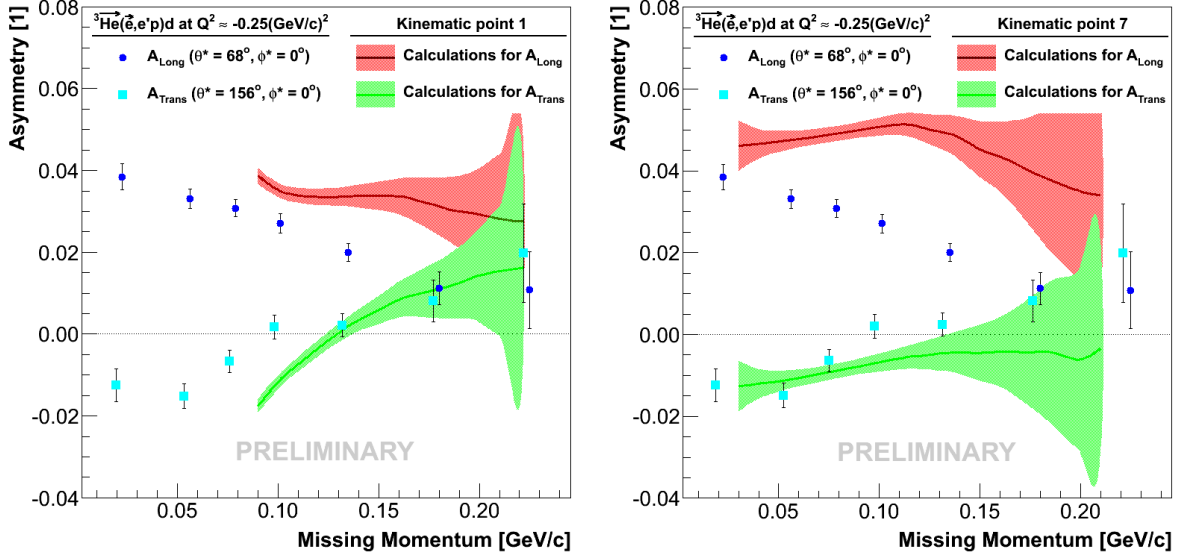 ³He(e,e'p)d at Q² ≈ -0.25(GeV/c)²
Kinematic point 1
A_Long (θ* = 68°, ϕ* = 0°)
Calculations for A_Long
A_Trans (θ* = 156°, ϕ* = 0°)
Calculations for A_Trans
Asymmetry [1]
0.08
0.06
0.04
0.02
0.00
-0.02
-0.04
PRELIMINARY
0.05 0.10 0.15 0.20
Missing Momentum [GeV/c]
³He(e,e'p)d at Q² ≈ -0.25(GeV/c)²
Kinematic point 7
A_Long (θ* = 68°, ϕ* = 0°)
Calculations for A_Long
A_Trans (θ* = 156°, ϕ* = 0°)
Calculations for A_Trans
Asymmetry [1]
0.08
0.06
0.04
0.02
0.00
-0.02
-0.04
PRELIMINARY
0.05 0.10 0.15 0.20
Missing Momentum [GeV/c]